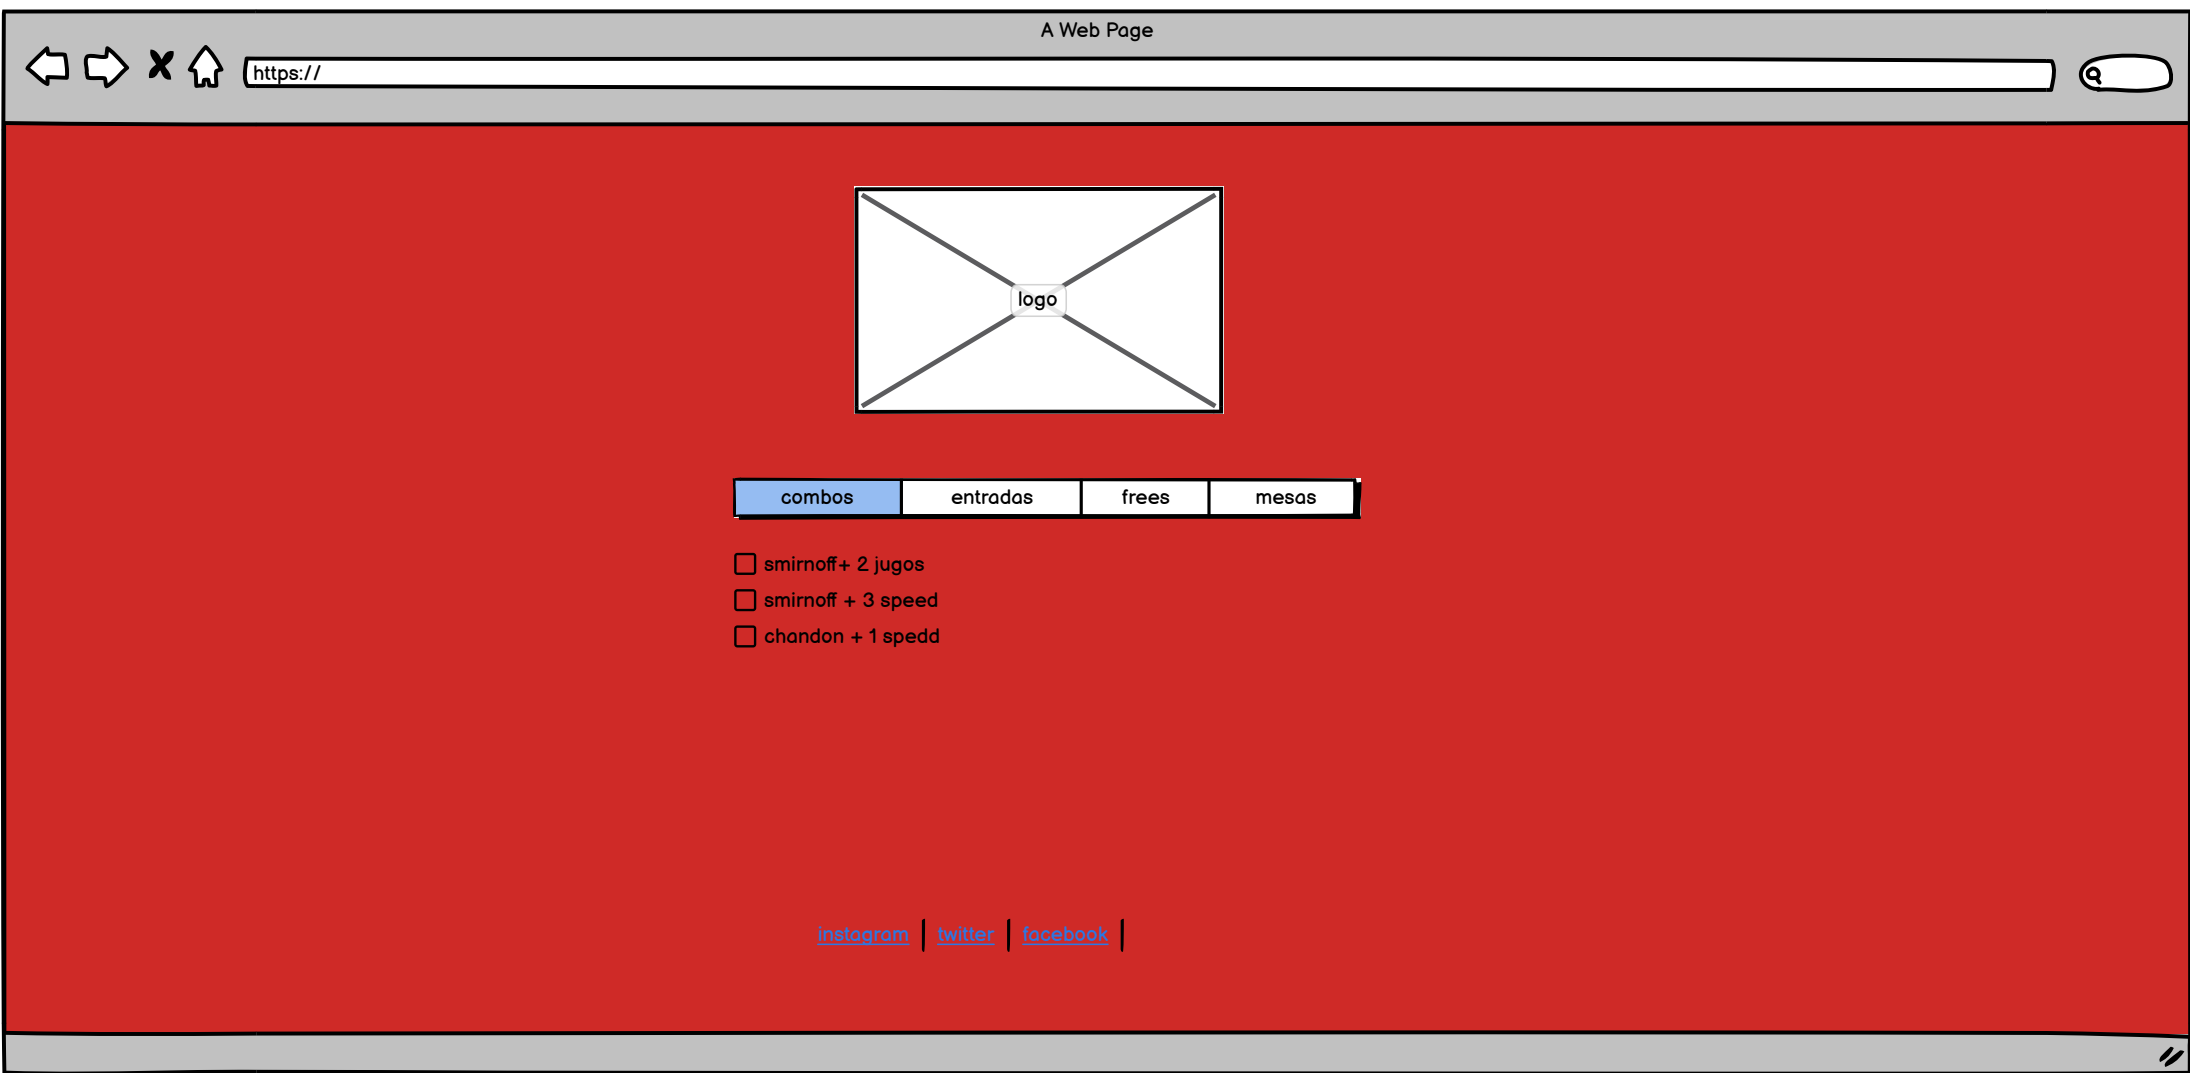 A Web Page
https://
logo
combos entradas frees mesas
smirnoff+ 2 jugos
smirnoff + 3 speed
chandon + 1 spedd
instagram | twitter | facebook |